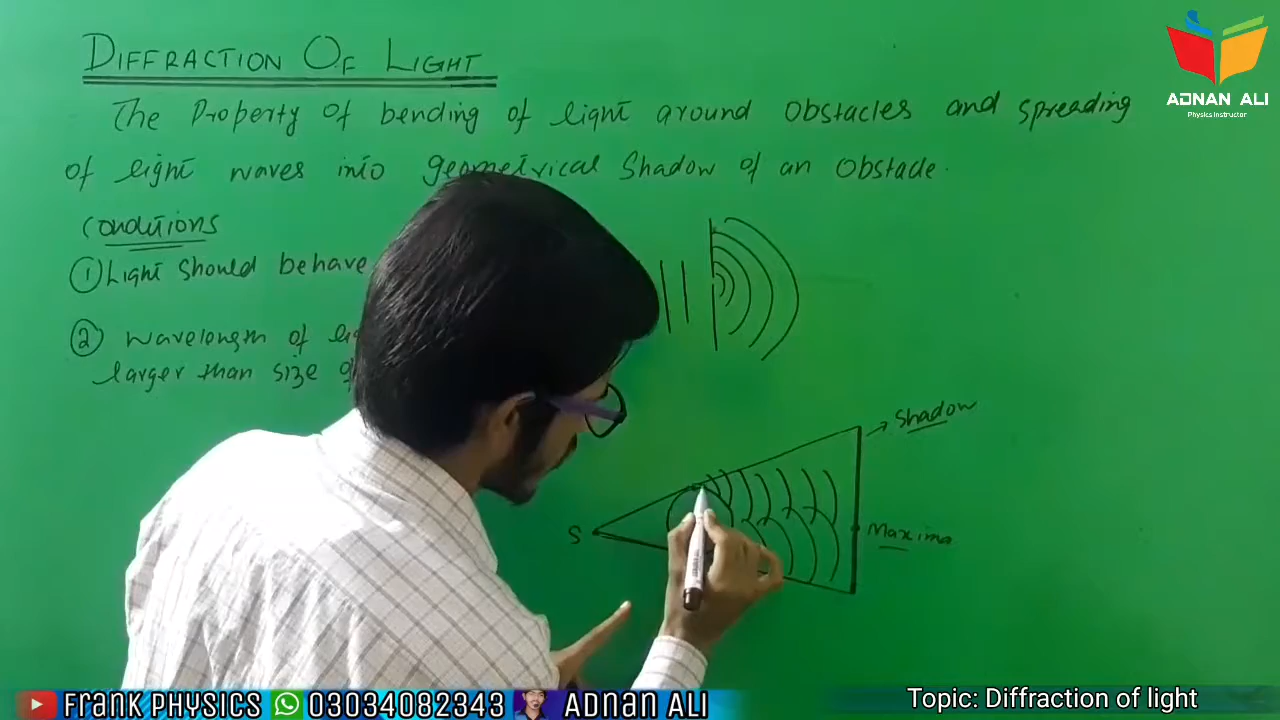 DIFFRACTION OF LIGHT
The Property of bending of light around Obstacles and spreading
of light waves into geometrical Shadow of an Obstacle.
Conditions
① Light should behave
② wavelength of
larger than size
Shadow
S
Maxima
ADNAN ALI
Physics Instructor
Frank Physics 03034082343 Adnan Ali
Topic: Diffraction of light